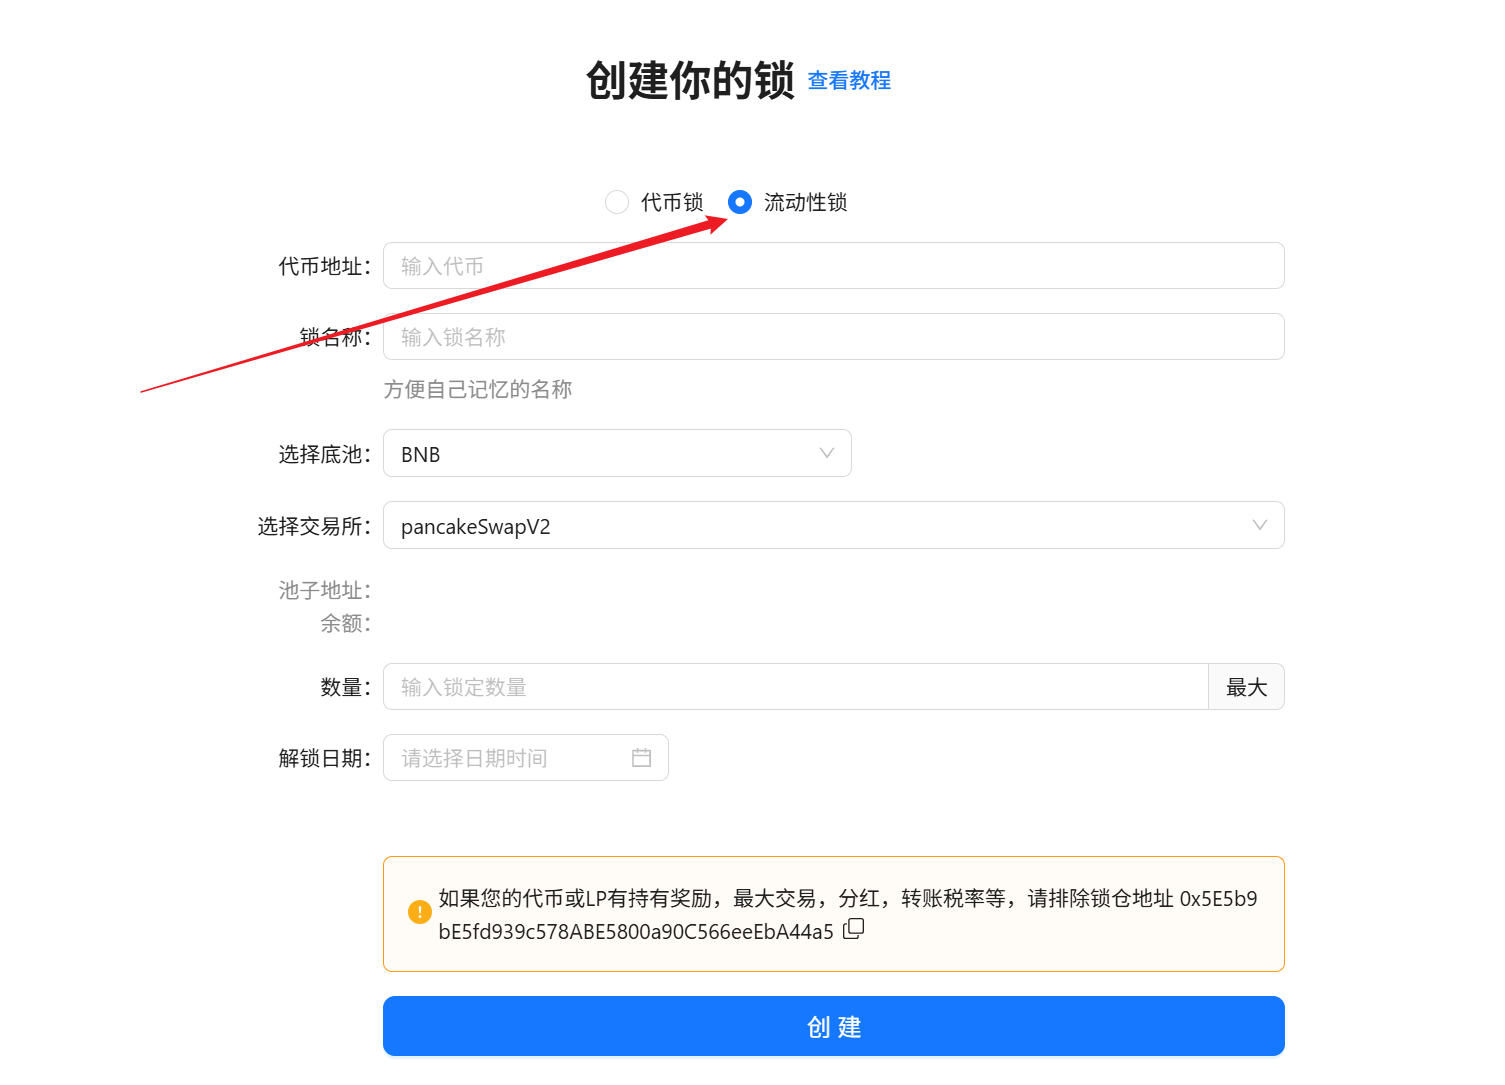 创建你的锁 查看教程
代币锁 流动性锁
代币地址： 输入代币
锁名称： 输入锁名称
方便自己记忆的名称
选择底池： BNB
选择交易所： pancakeSwapV2
池子地址：
余额：
数量： 输入锁定数量 最大
解锁日期： 请选择日期时间
如果您的代币或LP有持有奖励，最大交易，分红，转账税率等，请排除锁仓地址 0x5E5b9
bE5fd939c578ABE5800a90C566eeEbA44a5
创 建